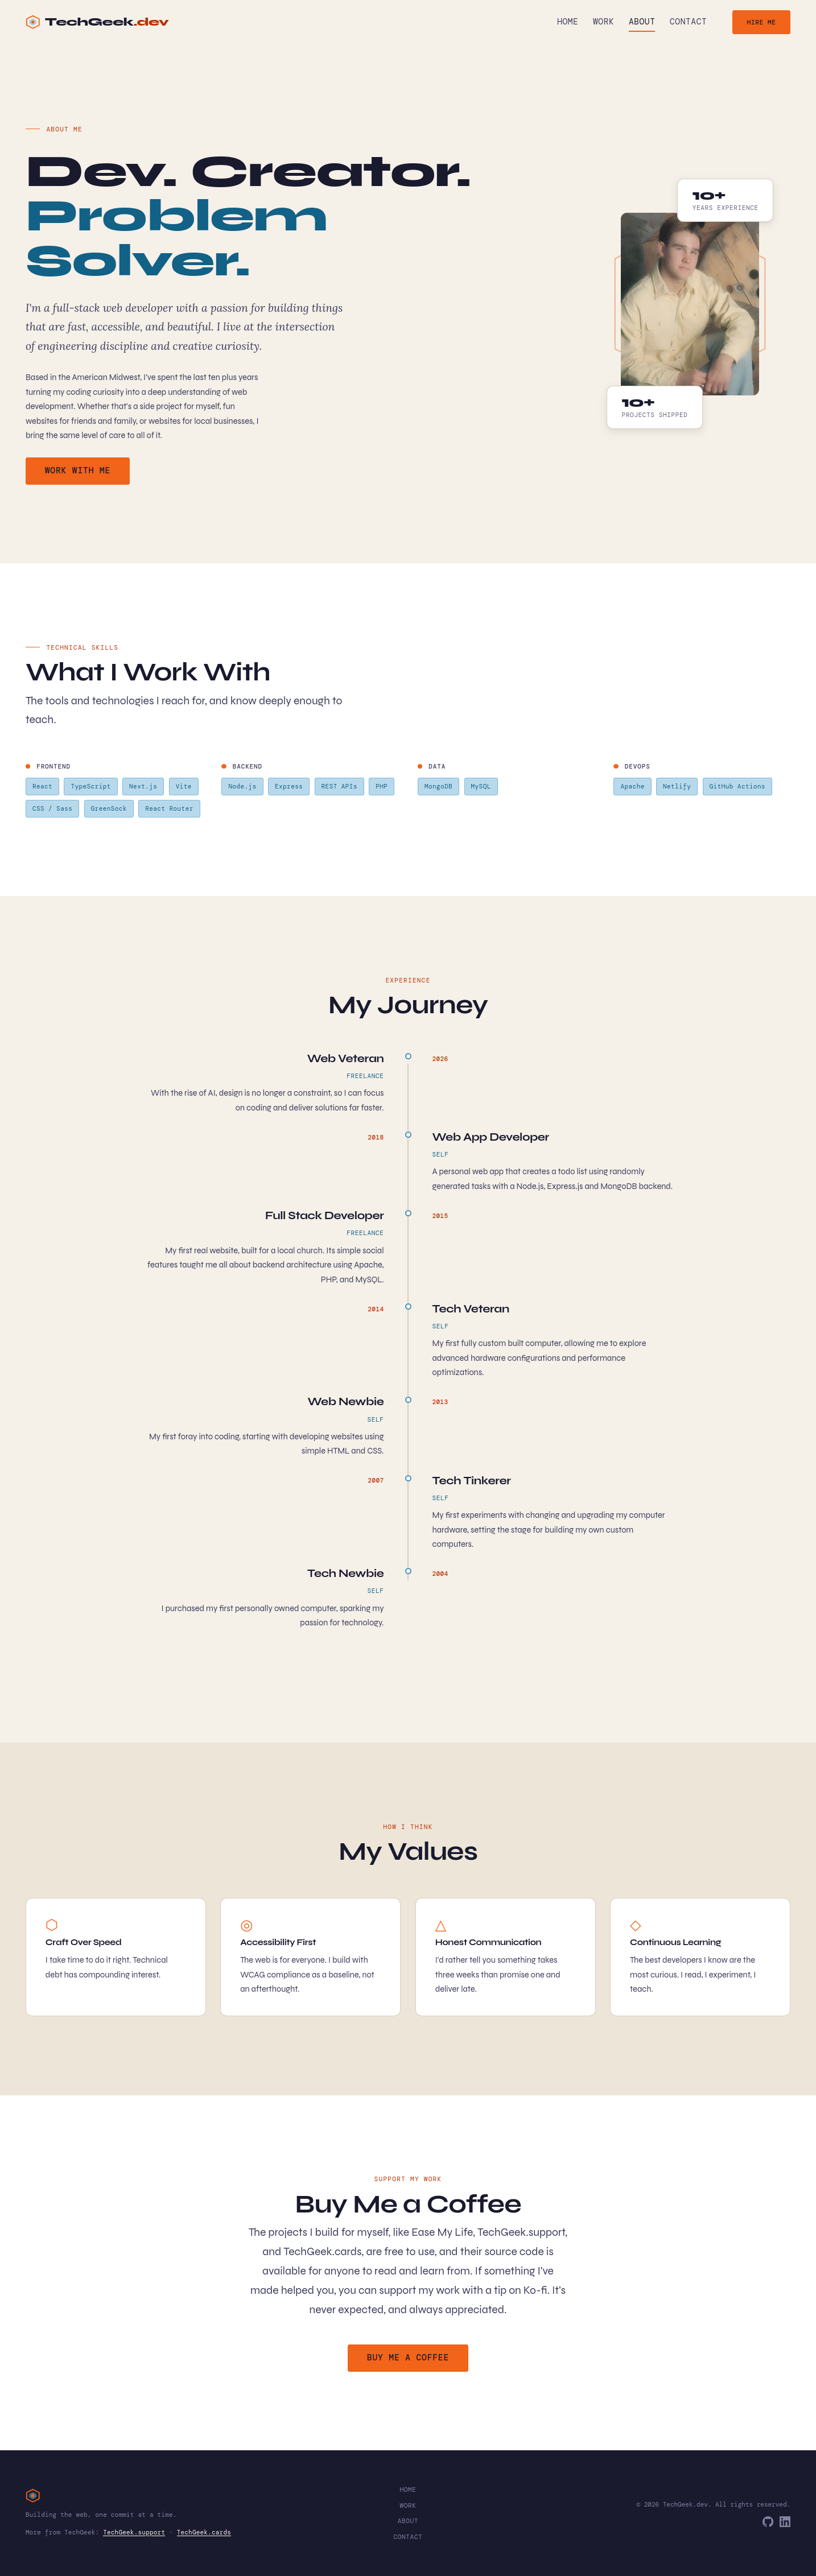 TechGeek.dev
HOME WORK ABOUT CONTACT HIRE ME
ABOUT ME
Dev. Creator.
Problem
Solver.
I'm a full-stack web developer with a passion for building things
that are fast, accessible, and beautiful. I live at the intersection
of engineering discipline and creative curiosity.
Based in the American Midwest, I've spent the last ten plus years
turning my coding curiosity into a deep understanding of web
development. Whether that's a side project for myself, fun
websites for friends and family, or websites for local businesses, I
bring the same level of care to all of it.
WORK WITH ME
10+
YEARS EXPERIENCE
10+
PROJECTS SHIPPED
TECHNICAL SKILLS
What I Work With
The tools and technologies I reach for, and know deeply enough to
teach.
FRONTEND
React TypeScript Next.js Vite
CSS / Sass GreenSock React Router
BACKEND
Node.js Express REST APIs PHP
DATA
MongoDB MySQL
DEVOPS
Apache Netlify GitHub Actions
EXPERIENCE
My Journey
Web Veteran
2026
FREELANCE
With the rise of AI, design is no longer a constraint, so I can focus
on coding and deliver solutions far faster.
2018
Web App Developer
SELF
A personal web app that creates a todo list using randomly
generated tasks with a Node.js, Express.js and MongoDB backend.
Full Stack Developer
2015
FREELANCE
My first real website, built for a local church. Its simple social
features taught me all about backend architecture using Apache,
PHP, and MySQL.
2014
Tech Veteran
SELF
My first fully custom built computer, allowing me to explore
advanced hardware configurations and performance
optimizations.
Web Newbie
2013
SELF
My first foray into coding, starting with developing websites using
simple HTML and CSS.
2007
Tech Tinkerer
SELF
My first experiments with changing and upgrading my computer
hardware, setting the stage for building my own custom
computers.
Tech Newbie
2004
SELF
I purchased my first personally owned computer, sparking my
passion for technology.
HOW I THINK
My Values
Craft Over Speed
I take time to do it right. Technical
debt has compounding interest.
Accessibility First
The web is for everyone. I build with
WCAG compliance as a baseline, not
an afterthought.
Honest Communication
I'd rather tell you something takes
three weeks than promise one and
deliver late.
Continuous Learning
The best developers I know are the
most curious. I read, I experiment, I
teach.
SUPPORT MY WORK
Buy Me a Coffee
The projects I build for myself, like Ease My Life, TechGeek.support,
and TechGeek.cards, are free to use, and their source code is
available for anyone to read and learn from. If something I've
made helped you, you can support my work with a tip on Ko-fi. It's
never expected, and always appreciated.
BUY ME A COFFEE
Building the web, one commit at a time.
More from TechGeek: TechGeek.support · TechGeek.cards
HOME
WORK
ABOUT
CONTACT
© 2026 TechGeek.dev. All rights reserved.